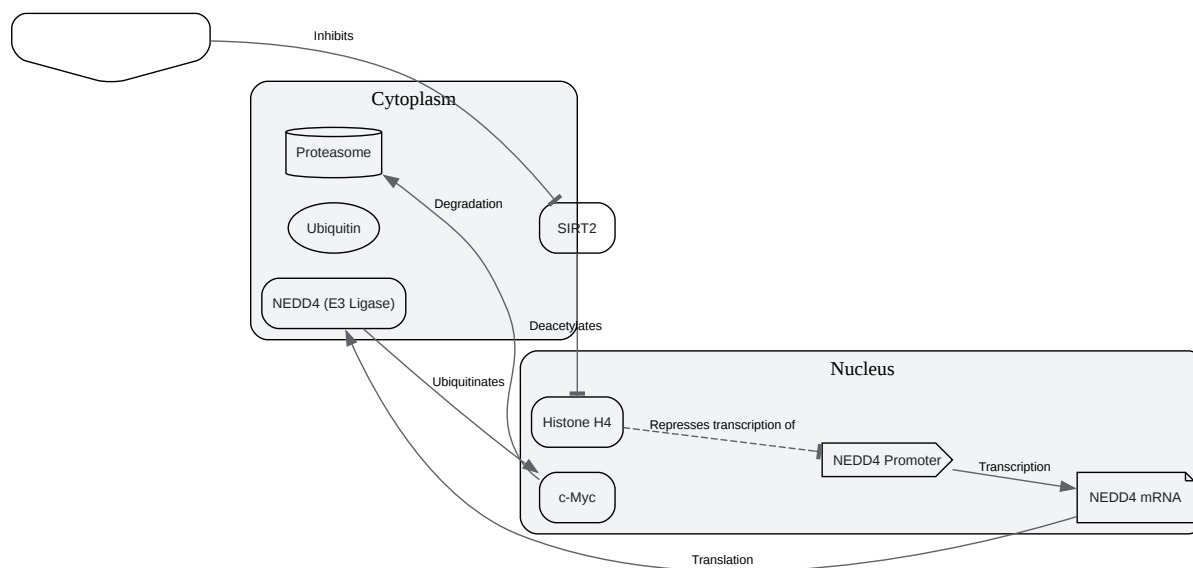 Inhibits
Cytoplasm
Proteasome
Degradation
Ubiquitin
SIRT2
NEDD4 (E3 Ligase)
Deacetylates
Nucleus
Ubiquitinates
Histone H4
Represses transcription of
NEDD4 Promoter
Transcription
c-Myc
NEDD4 mRNA
Translation